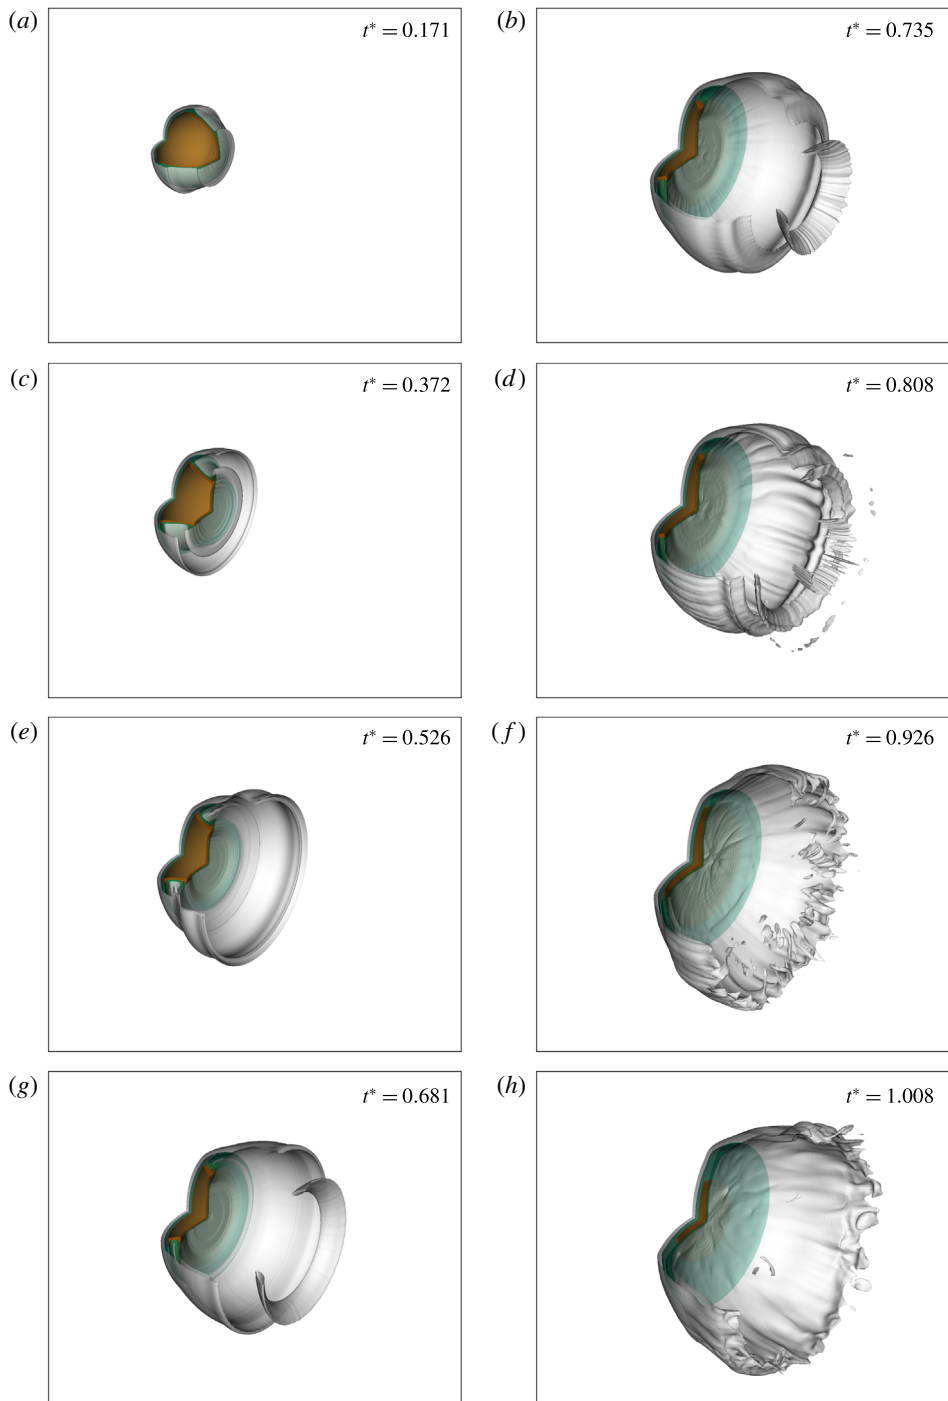 (a) t* = 0.171
(b) t* = 0.735
(c) t* = 0.372
(d) t* = 0.808
(e) t* = 0.526
(f) t* = 0.926
(g) t* = 0.681
(h) t* = 1.008